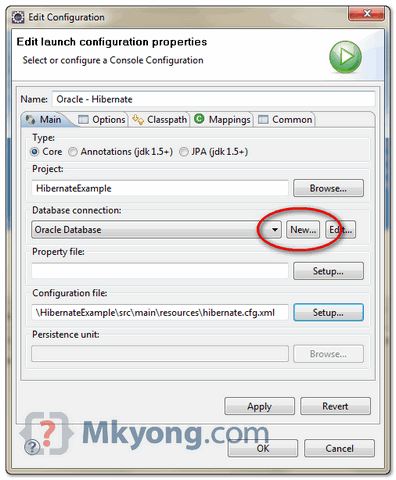 Edit Configuration
Edit launch configuration properties
Select or configure a Console Configuration
Name: Oracle - Hibernate
Main Options Classpath Mappings Common
Type:
Core Annotations (jdk 1.5+) JPA (jdk 1.5+)
Project:
HibernateExample Browse...
Database connection:
Oracle Database New... Edit...
Property file:
Setup...
Configuration file:
\HibernateExample\src\main\resources\hibernate.cfg.xml Setup...
Persistence unit:
Browse...
Apply Revert
Mkyong.com
OK Cancel